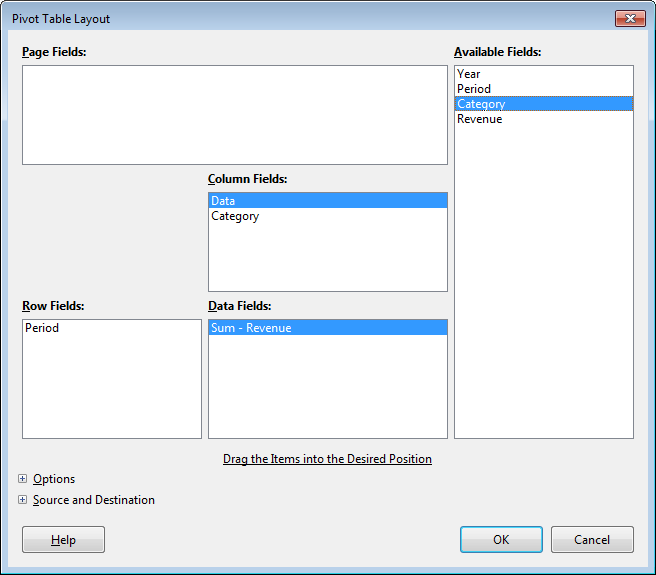 Pivot Table Layout
Page Fields:
Available Fields:
Year
Period
Category
Revenue
Column Fields:
Data
Category
Row Fields:
Data Fields:
Period
Sum - Revenue
Drag the Items into the Desired Position
Options
Source and Destination
Help
OK
Cancel